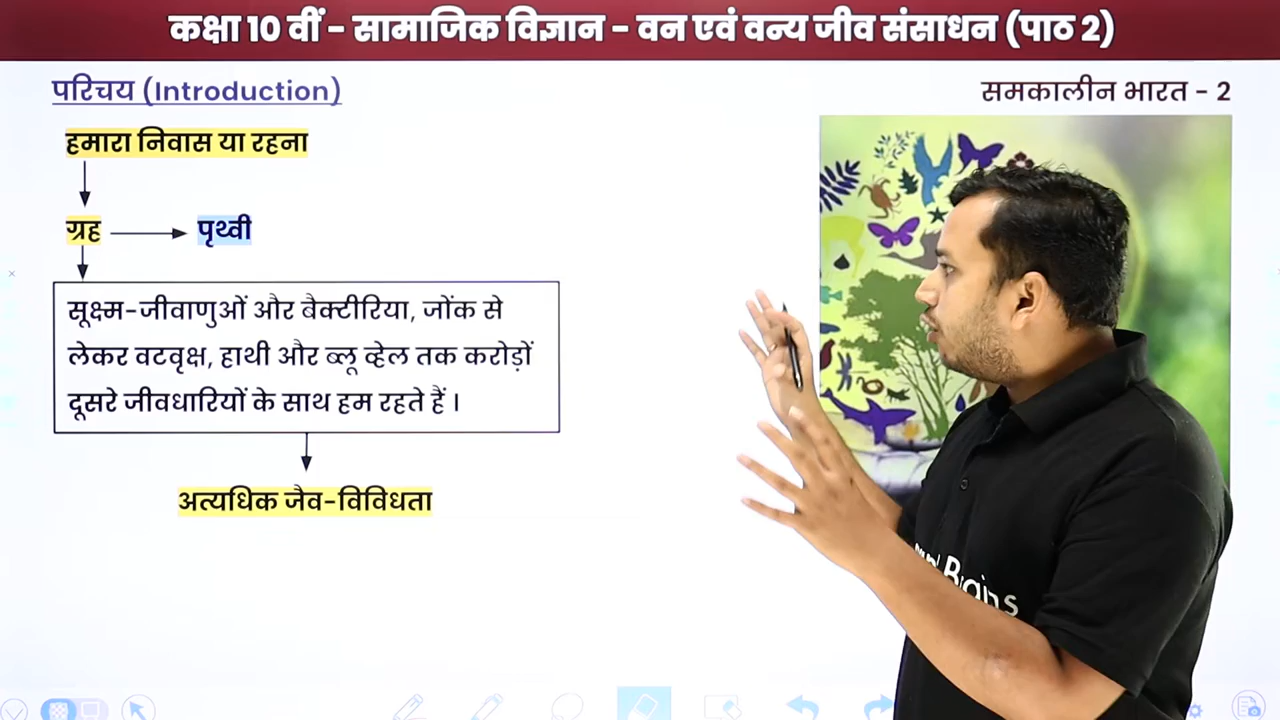 कक्षा 10 वीं - सामाजिक विज्ञान - वन एवं वन्य जीव संसाधन (पाठ 2)
परिचय (Introduction)
समकालीन भारत - 2
हमारा निवास या रहना
ग्रह
पृथ्वी
सूक्ष्म-जीवाणुओं और बैक्टीरिया, जोंक से
लेकर वटवृक्ष, हाथी और ब्लू व्हेल तक करोड़ों
दूसरे जीवधारियों के साथ हम रहते हैं ।
अत्यधिक जैव-विविधता